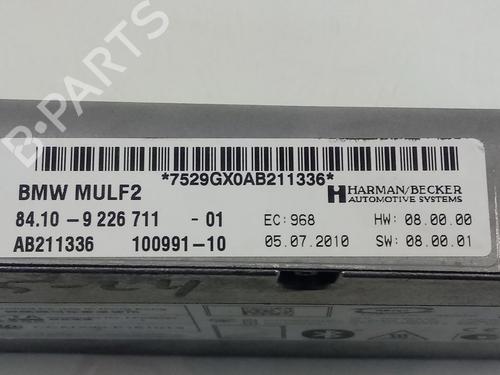 B-PARTS
*7529GX0AB211336*
BMW MULF2
HARMAN/BECKER
AUTOMOTIVE SYSTEMS
84.10-9 226 711 -01 EC:968 HW: 08.00.00
AB211336 100991-10 05.07.2010 SW: 08.00.01